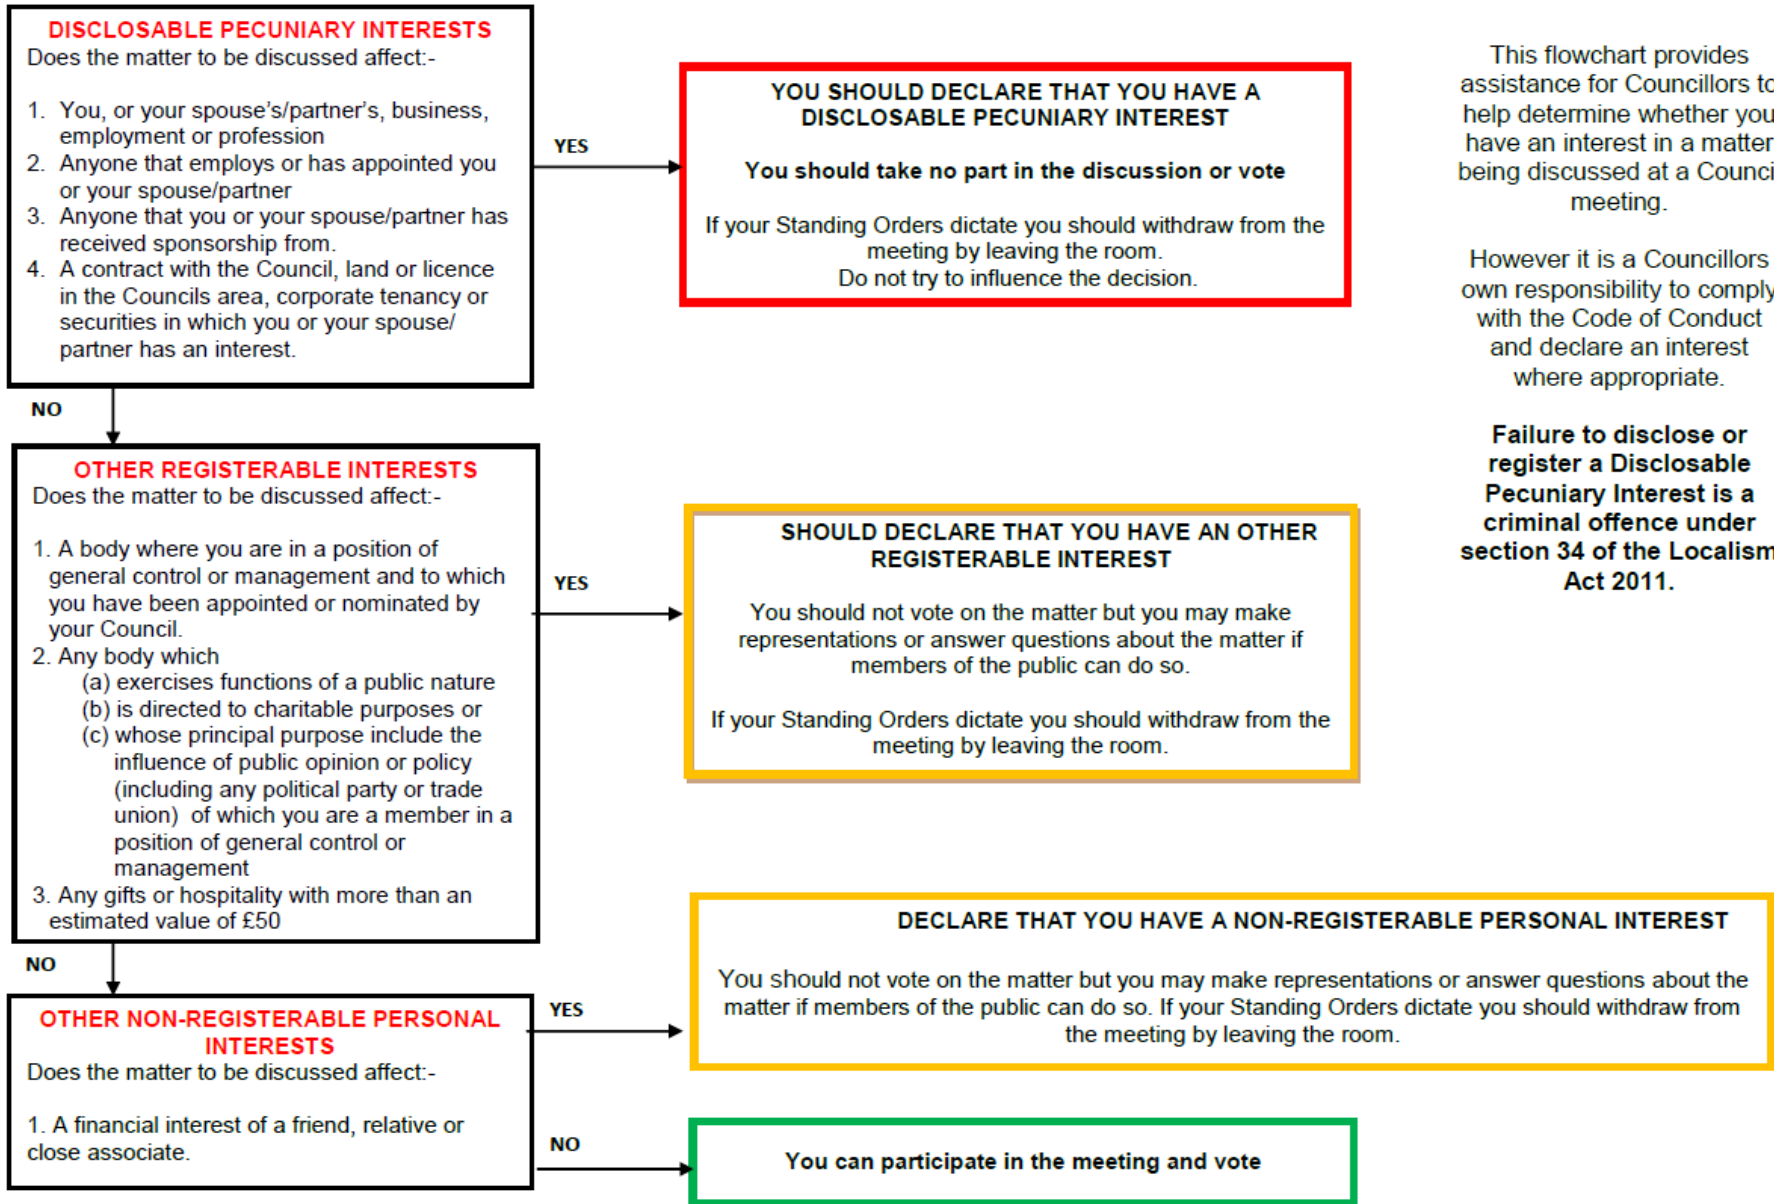 DISCLOSABLE PECUNIARY INTERESTS
Does the matter to be discussed affect:-
1. You, or your spouse's/partner's, business,
employment or profession
2. Anyone that employs or has appointed you
or your spouse/partner
3. Anyone that you or your spouse/partner has
received sponsorship from.
4. A contract with the Council, land or licence
in the Councils area, corporate tenancy or
securities in which you or your spouse/
partner has an interest.
YES
YOU SHOULD DECLARE THAT YOU HAVE A
DISCLOSABLE PECUNIARY INTEREST
You should take no part in the discussion or vote
If your Standing Orders dictate you should withdraw from the
meeting by leaving the room.
Do not try to influence the decision.
This flowchart provides
assistance for Councillors to
help determine whether you
have an interest in a matter
being discussed at a Counci
meeting.
However it is a Councillors
own responsibility to comply
with the Code of Conduct
and declare an interest
where appropriate.
Failure to disclose or
register a Disclosable
Pecuniary Interest is a
criminal offence under
section 34 of the Localism
Act 2011.
NO
OTHER REGISTERABLE INTERESTS
Does the matter to be discussed affect:-
1. A body where you are in a position of
general control or management and to which
you have been appointed or nominated by
your Council.
2. Any body which
(a) exercises functions of a public nature
(b) is directed to charitable purposes or
(c) whose principal purpose include the
influence of public opinion or policy
(including any political party or trade
union) of which you are a member in a
position of general control or
management
3. Any gifts or hospitality with more than an
estimated value of £50
YES
SHOULD DECLARE THAT YOU HAVE AN OTHER
REGISTERABLE INTEREST
You should not vote on the matter but you may make
representations or answer questions about the matter if
members of the public can do so.
If your Standing Orders dictate you should withdraw from the
meeting by leaving the room.
NO
OTHER NON-REGISTERABLE PERSONAL
INTERESTS
Does the matter to be discussed affect:-
1. A financial interest of a friend, relative or
close associate.
YES
DECLARE THAT YOU HAVE A NON-REGISTERABLE PERSONAL INTEREST
You should not vote on the matter but you may make representations or answer questions about the
matter if members of the public can do so. If your Standing Orders dictate you should withdraw from
the meeting by leaving the room.
NO
You can participate in the meeting and vote